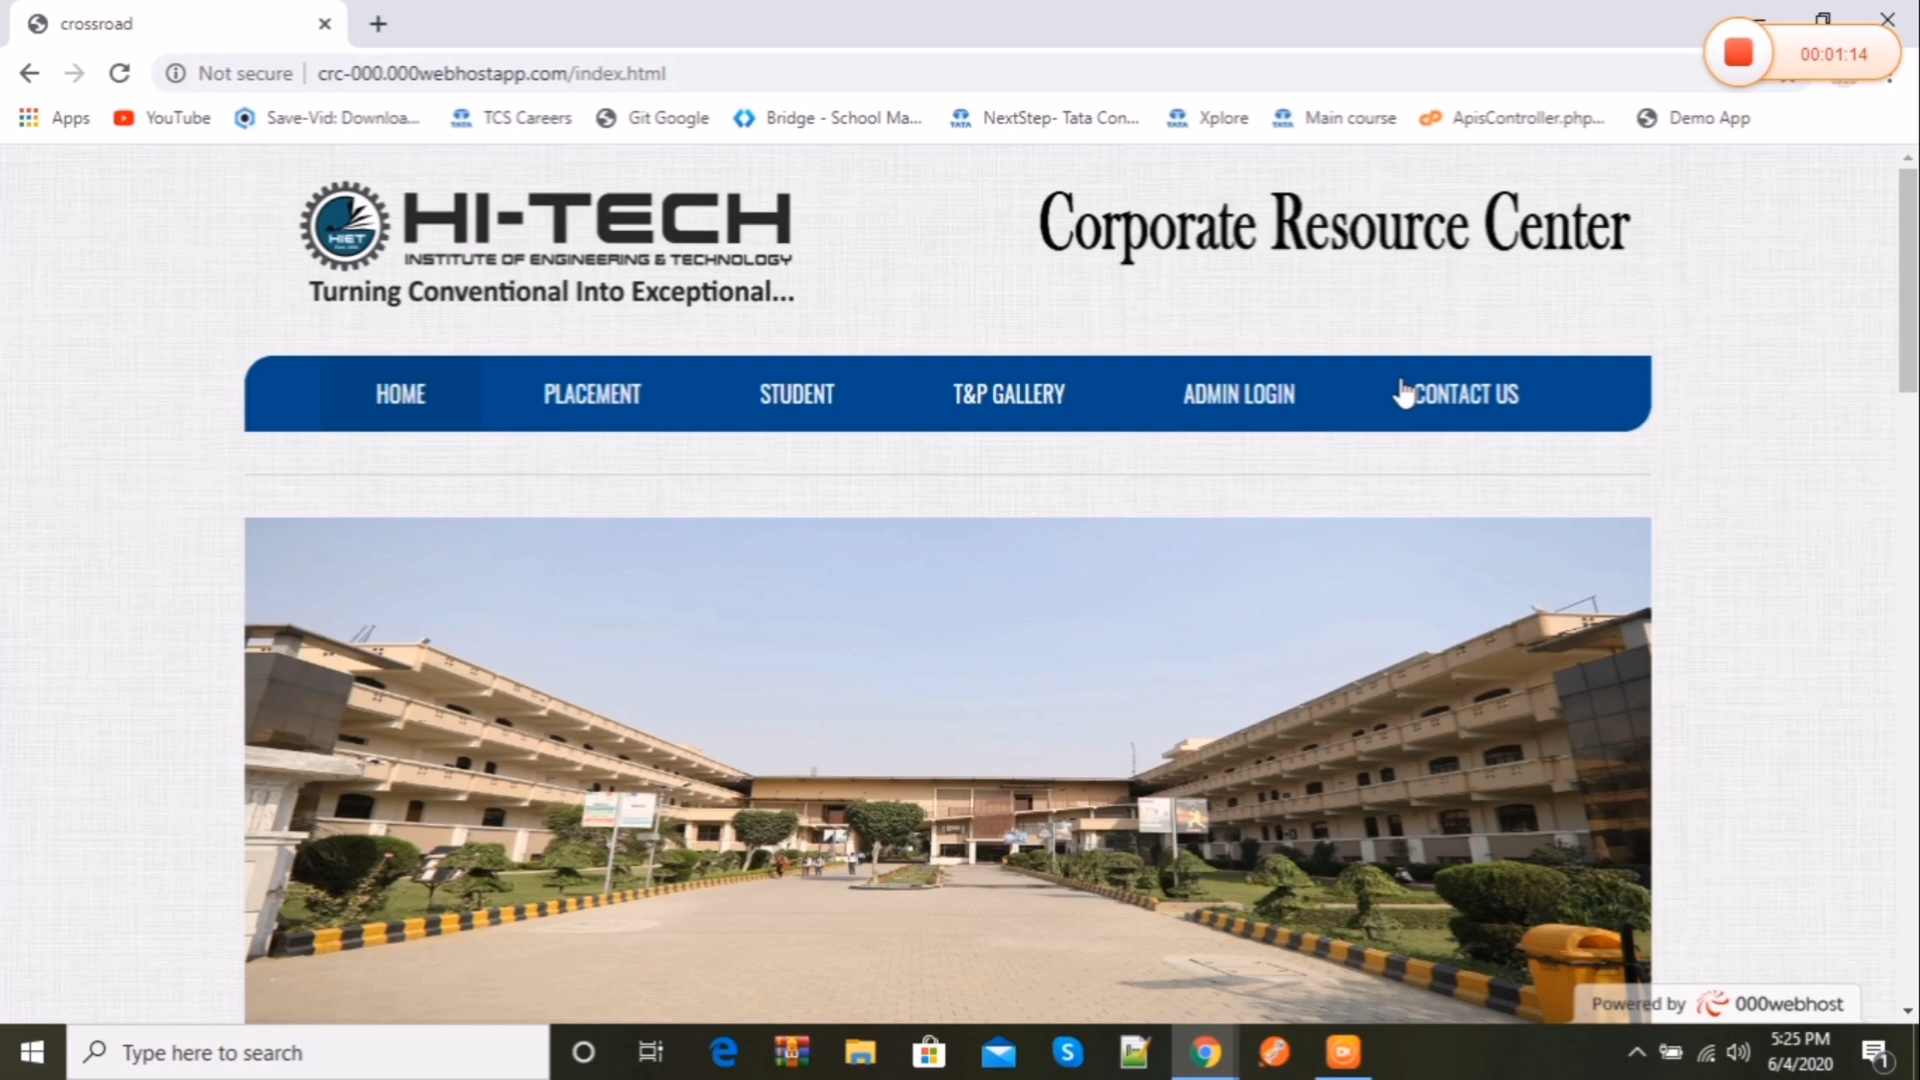 crossroad
00:01:14
Not secure | crc-000.000webhostapp.com/index.html
Apps YouTube Save-Vid: Downloa... TCS Careers Git Google Bridge - School Ma... NextStep- Tata Con... Xplore Main course ApisController.php... Demo App
HIET
HI-TECH
INSTITUTE OF ENGINEERING & TECHNOLOGY
Turning Conventional Into Exceptional...
Corporate Resource Center
HOME PLACEMENT STUDENT T&P GALLERY ADMIN LOGIN CONTACT US
Powered by 000webhost
Type here to search
5:25 PM
6/4/2020
1